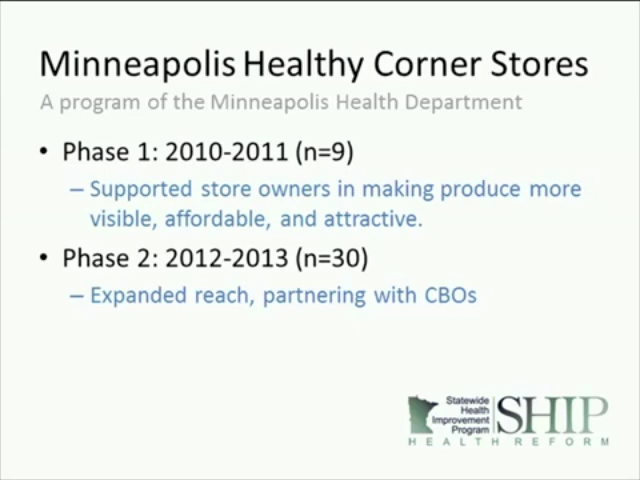 Minneapolis Healthy Corner Stores
A program of the Minneapolis Health Department
• Phase 1: 2010-2011 (n=9)
– Supported store owners in making produce more
visible, affordable, and attractive.
• Phase 2: 2012-2013 (n=30)
– Expanded reach, partnering with CBOs
Statewide
Health
Improvement
Program
SHIP
HEALTH REFORM